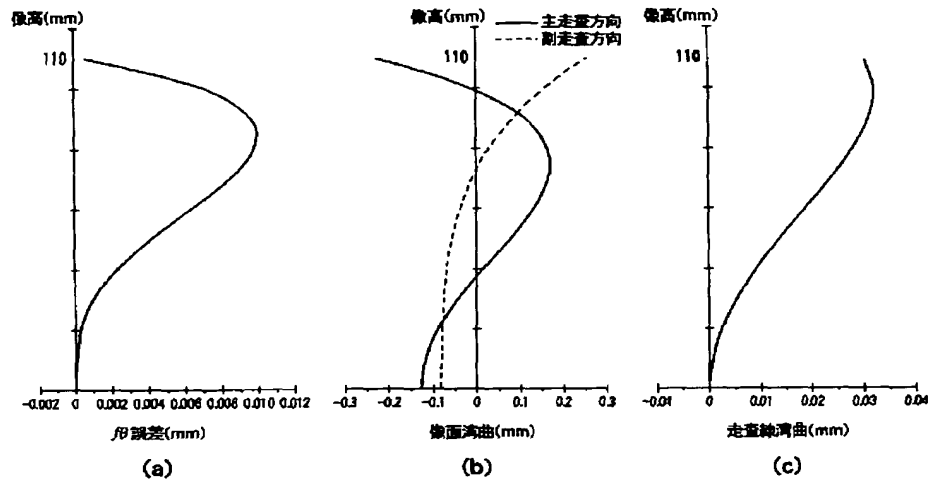 像高(mm)
110
-0.002 0 0.002 0.004 0.006 0.008 0.010 0.012
fθ誤差(mm)
(a)
像高(mm)
主走査方向
副走査方向
110
-0.3 -0.2 -0.1 0 0.1 0.2 0.3
像面湾曲(mm)
(b)
像高(mm)
110
-0.01 0 0.01 0.02 0.03 0.04
走査線湾曲(mm)
(c)